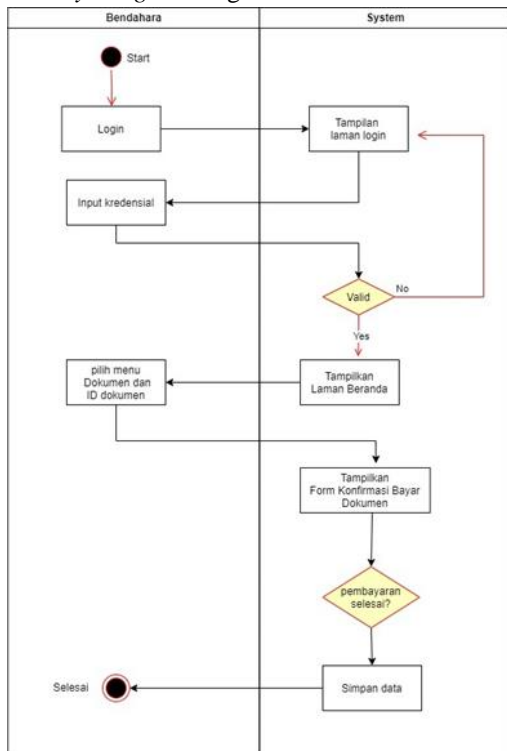 Bendahara
System
Start
Login
Tampilan
laman login
Input kredensial
Valid
No
Yes
pilih menu
Dokumen dan
ID dokumen
Tampilkan
Laman Beranda
Tampilkan
Form Konfirmasi Bayar
Dokumen
pembayaran
selesai?
Selesai
Simpan data